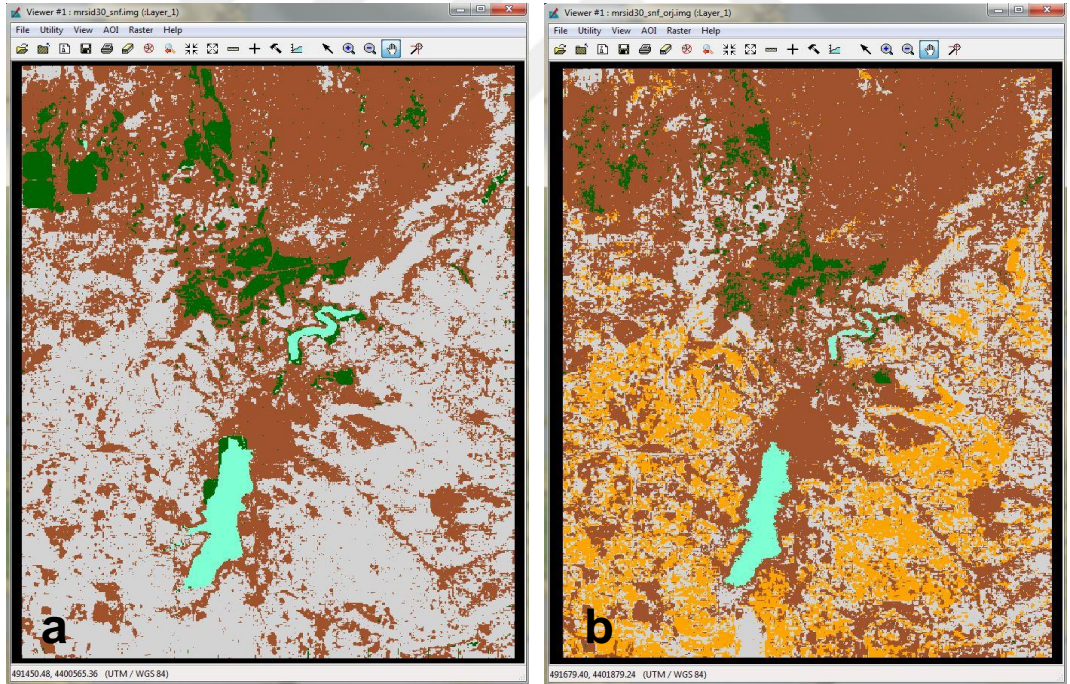 Viewer #1 : mrsid30_snf.img (:Layer_1)
File Utility View AOI Raster Help
a
491450.48, 4400565.36 (UTM / WGS 84)
Viewer #1 : mrsid30_snf_orj.img (:Layer_1)
File Utility View AOI Raster Help
b
491679.40, 4401879.24 (UTM / WGS 84)